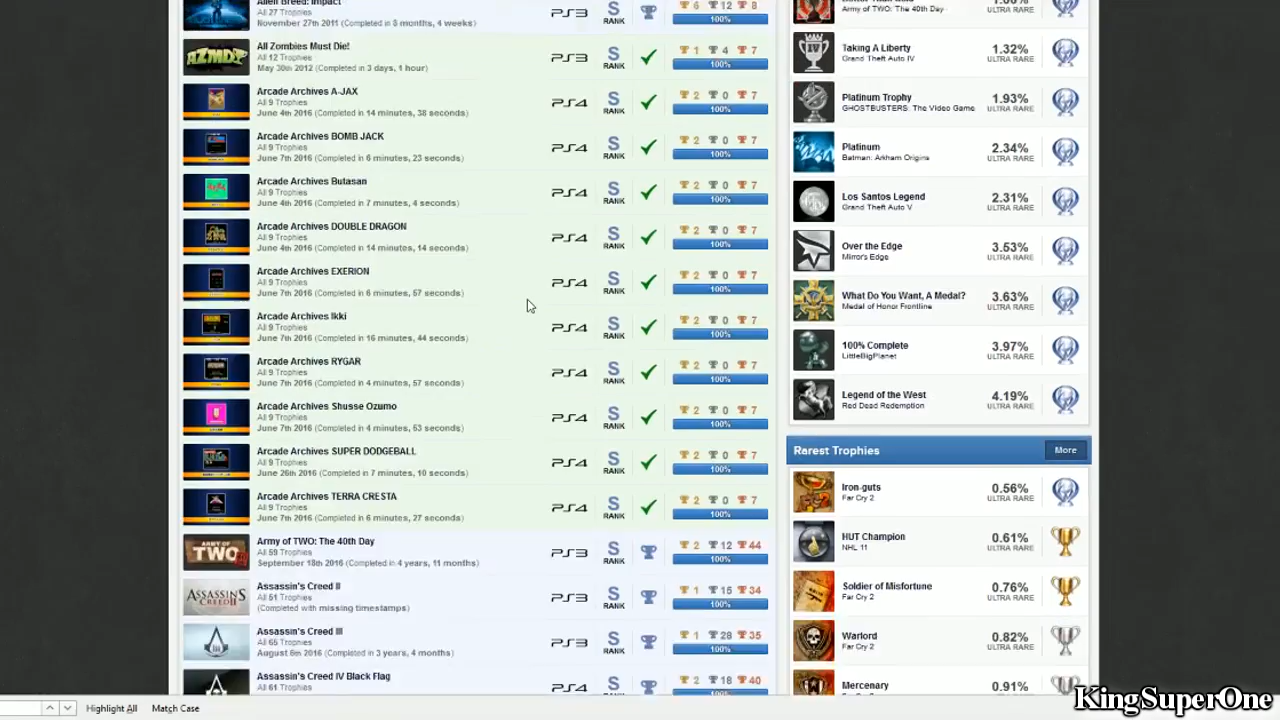 Alien Breed: Impact
All 27 Trophies
November 27th 2011 (Completed in 8 months, 4 weeks)
PS3
S
RANK
6 12 8
100%
All Zombies Must Die!
All 12 Trophies
May 30th 2012 (Completed in 3 days, 1 hour)
AZMD!
PS3
S
RANK
1 4 7
100%
Arcade Archives A-JAX
All 9 Trophies
June 4th 2016 (Completed in 14 minutes, 38 seconds)
PS4
S
RANK
2 0 7
100%
Arcade Archives BOMB JACK
All 9 Trophies
June 7th 2016 (Completed in 6 minutes, 23 seconds)
PS4
S
RANK
2 0 7
100%
Arcade Archives Butasan
All 9 Trophies
June 4th 2016 (Completed in 7 minutes, 4 seconds)
PS4
S
RANK
2 0 7
100%
Arcade Archives DOUBLE DRAGON
All 9 Trophies
June 4th 2016 (Completed in 14 minutes, 14 seconds)
PS4
S
RANK
2 0 7
100%
Arcade Archives EXERION
All 9 Trophies
June 7th 2016 (Completed in 6 minutes, 57 seconds)
PS4
S
RANK
2 0 7
100%
Arcade Archives Ikki
All 9 Trophies
June 7th 2016 (Completed in 16 minutes, 44 seconds)
PS4
S
RANK
2 0 7
100%
Arcade Archives RYGAR
All 9 Trophies
June 7th 2016 (Completed in 4 minutes, 57 seconds)
PS4
S
RANK
2 0 7
100%
Arcade Archives Shusse Ozumo
All 9 Trophies
June 7th 2016 (Completed in 4 minutes, 53 seconds)
PS4
S
RANK
2 0 7
100%
Arcade Archives SUPER DODGEBALL
All 9 Trophies
June 26th 2016 (Completed in 7 minutes, 10 seconds)
PS4
S
RANK
2 0 7
100%
Arcade Archives TERRA CRESTA
All 9 Trophies
June 7th 2016 (Completed in 6 minutes, 27 seconds)
PS4
S
RANK
2 0 7
100%
ARMY OF TWO
Army of TWO: The 40th Day
All 59 Trophies
September 18th 2016 (Completed in 4 years, 11 months)
PS3
S
RANK
2 12 44
100%
ASSASSIN'S CREED II
Assassin's Creed II
All 51 Trophies
(Completed with missing timestamps)
PS3
S
RANK
1 15 34
100%
Assassin's Creed III
All 65 Trophies
August 6th 2016 (Completed in 3 years, 4 months)
PS3
S
RANK
1 28 35
100%
Assassin's Creed IV Black Flag
All 61 Trophies
PS4
S
2 18 40
100%
Army of TWO: The 40th Day
ULTRA RARE
Taking A Liberty
Grand Theft Auto IV
1.32%
ULTRA RARE
Platinum Trophy
GHOSTBUSTERS: The Video Game
1.93%
ULTRA RARE
Platinum
Batman: Arkham Origins
2.34%
ULTRA RARE
Los Santos Legend
Grand Theft Auto V
2.31%
ULTRA RARE
Over the Edge
Mirror's Edge
3.53%
ULTRA RARE
What Do You Want, A Medal?
Medal of Honor Frontline
3.63%
ULTRA RARE
100% Complete
LittleBigPlanet
3.97%
ULTRA RARE
Legend of the West
Red Dead Redemption
4.19%
ULTRA RARE
Rarest Trophies
More
Iron-guts
Far Cry 2
0.56%
ULTRA RARE
HUT Champion
NHL 11
0.61%
ULTRA RARE
Soldier of Misfortune
Far Cry 2
0.76%
ULTRA RARE
Warlord
Far Cry 2
0.82%
ULTRA RARE
Mercenary
0.91%
KingSuperOne
Highlight All
Match Case